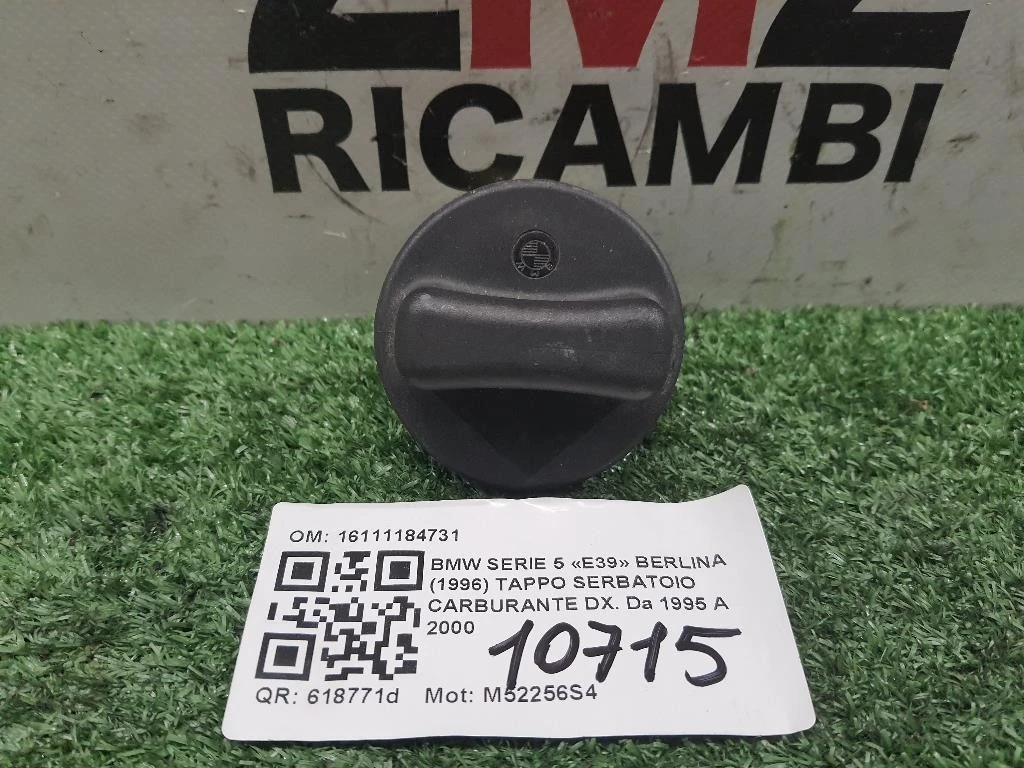 RICAMBI
BMW
OM: 16111184731
BMW SERIE 5 «E39» BERLINA
(1996) TAPPO SERBATOIO
CARBURANTE DX. Da 1995 A
2000
10715
QR: 618771d Mot: M52256S4